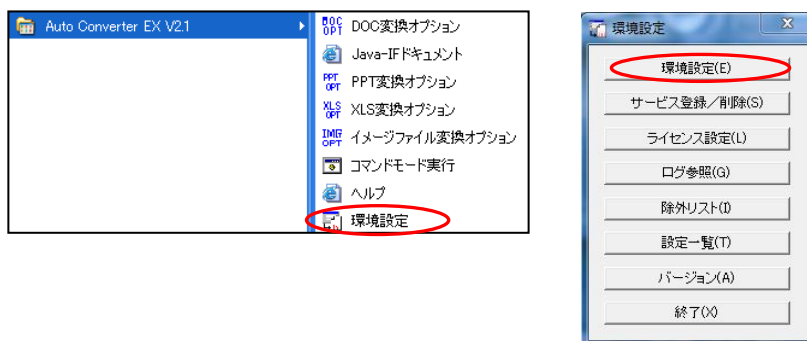 Auto Converter EX V2.1
DOC OPT DOC変換オプション
Java-IFドキュメント
PPT OPT PPT変換オプション
XLS OPT XLS変換オプション
IMG OPT イメージファイル変換オプション
コマンドモード実行
ヘルプ
環境設定
環境設定
環境設定(E)
サービス登録/削除(S)
ライセンス設定(L)
ログ参照(G)
除外リスト(I)
設定一覧(T)
バージョン(A)
終了(X)